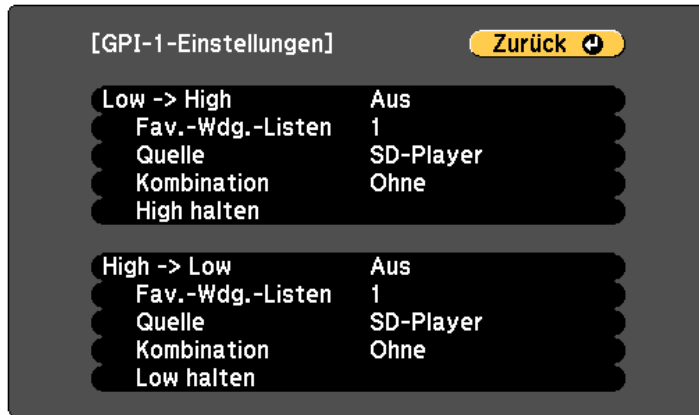 [GPI-1-Einstellungen] Zurück
Low -> High Aus
Fav.-Wdg.-Listen 1
Quelle SD-Player
Kombination Ohne
High halten
High -> Low Aus
Fav.-Wdg.-Listen 1
Quelle SD-Player
Kombination Ohne
Low halten